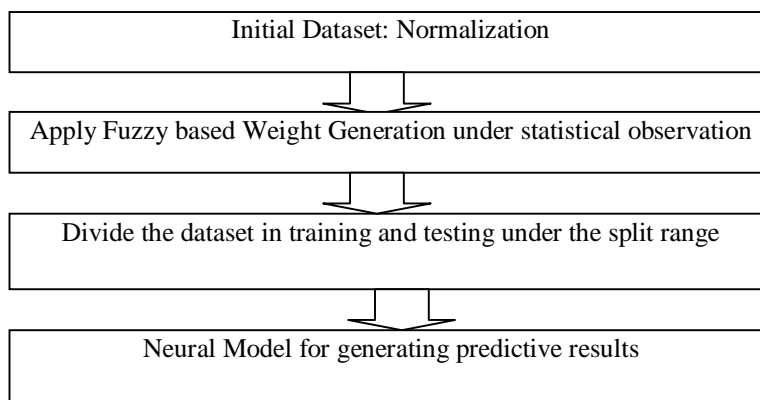 Initial Dataset: Normalization
Apply Fuzzy based Weight Generation under statistical observation
Divide the dataset in training and testing under the split range
Neural Model for generating predictive results